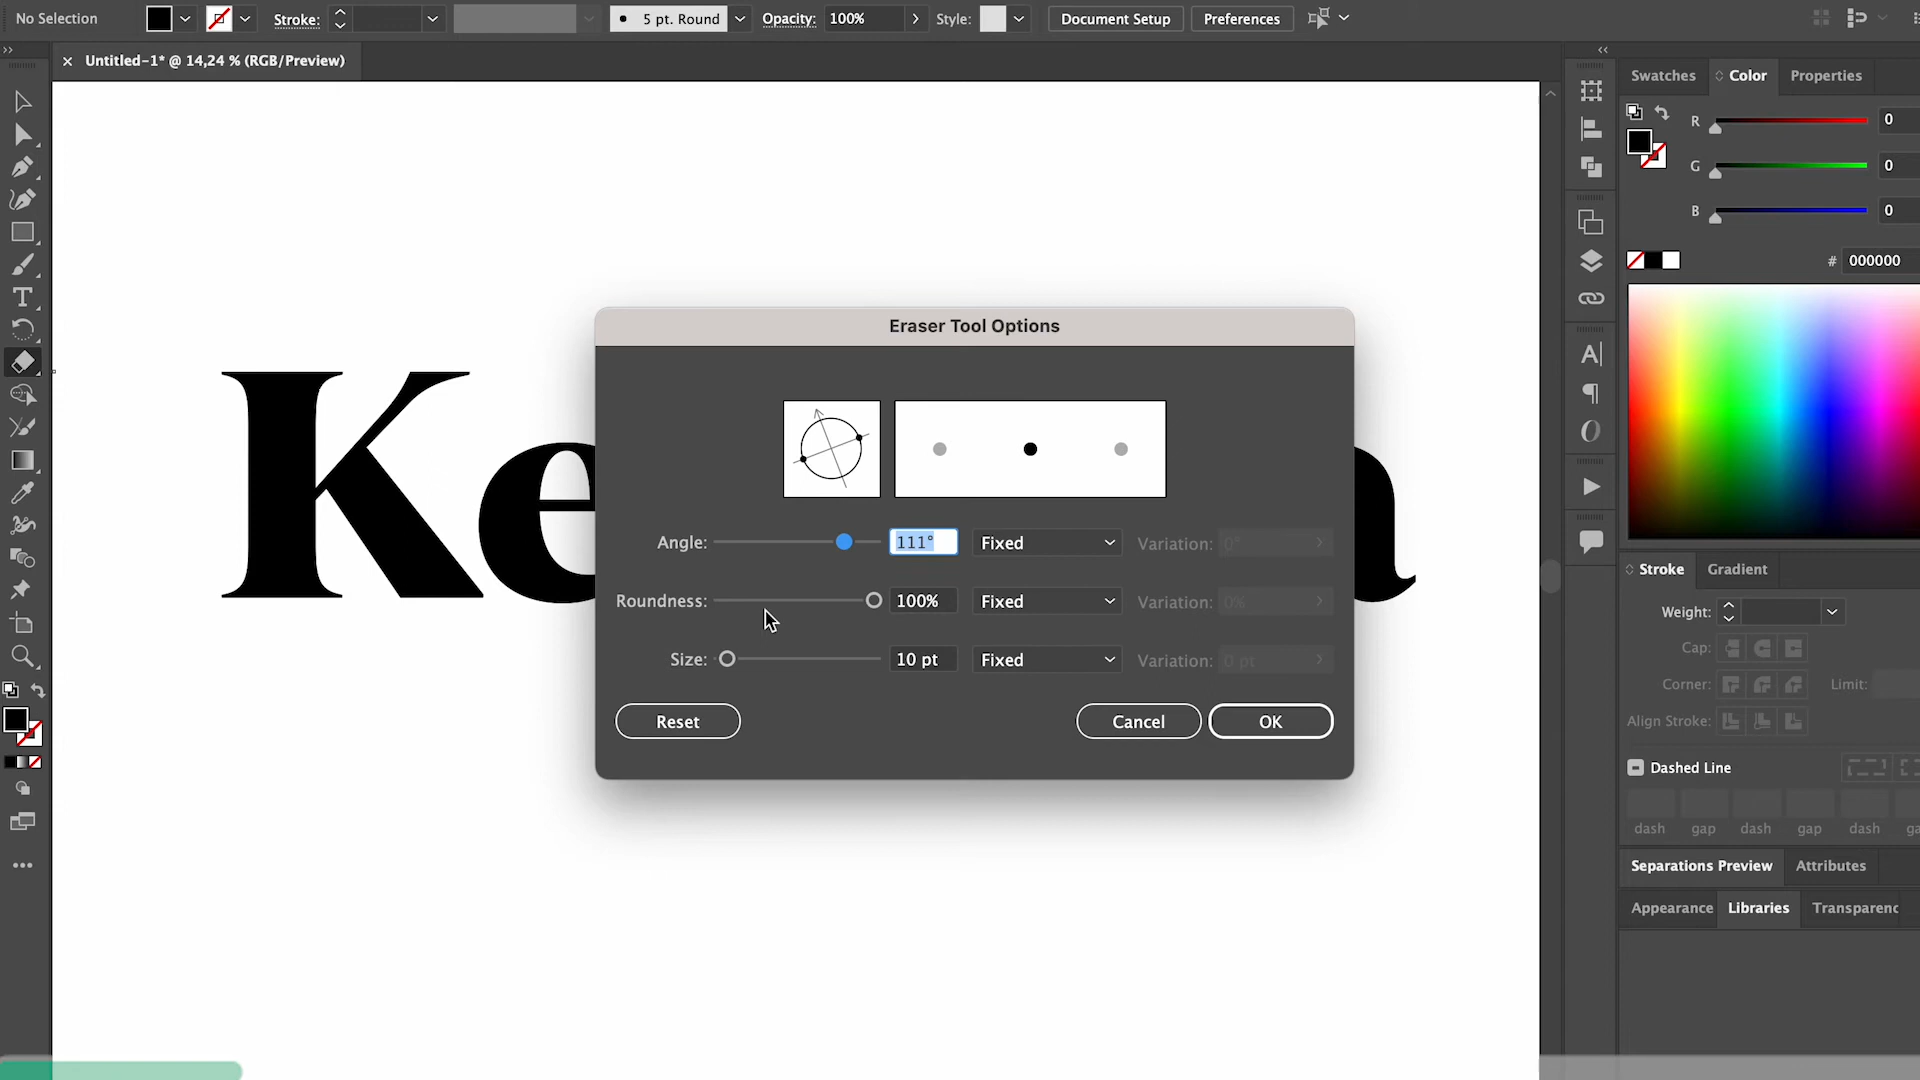 No Selection
Stroke:
5 pt. Round
Opacity:
100%
Style:
Document Setup
Preferences
Untitled-1* @ 14,24 % (RGB/Preview)
Swatches
Color
Properties
R
0
G
0
B
0
# 000000
Ke
a
Eraser Tool Options
Angle:
111°
Fixed
Variation:
0°
Roundness:
100%
Fixed
Variation:
0%
Size:
10 pt
Fixed
Variation:
0 pt
Reset
Cancel
OK
Stroke
Gradient
Weight:
Cap:
Corner:
Limit:
Align Stroke:
Dashed Line
dash
gap
dash
gap
dash
Separations Preview
Attributes
Appearance
Libraries
Transparenc